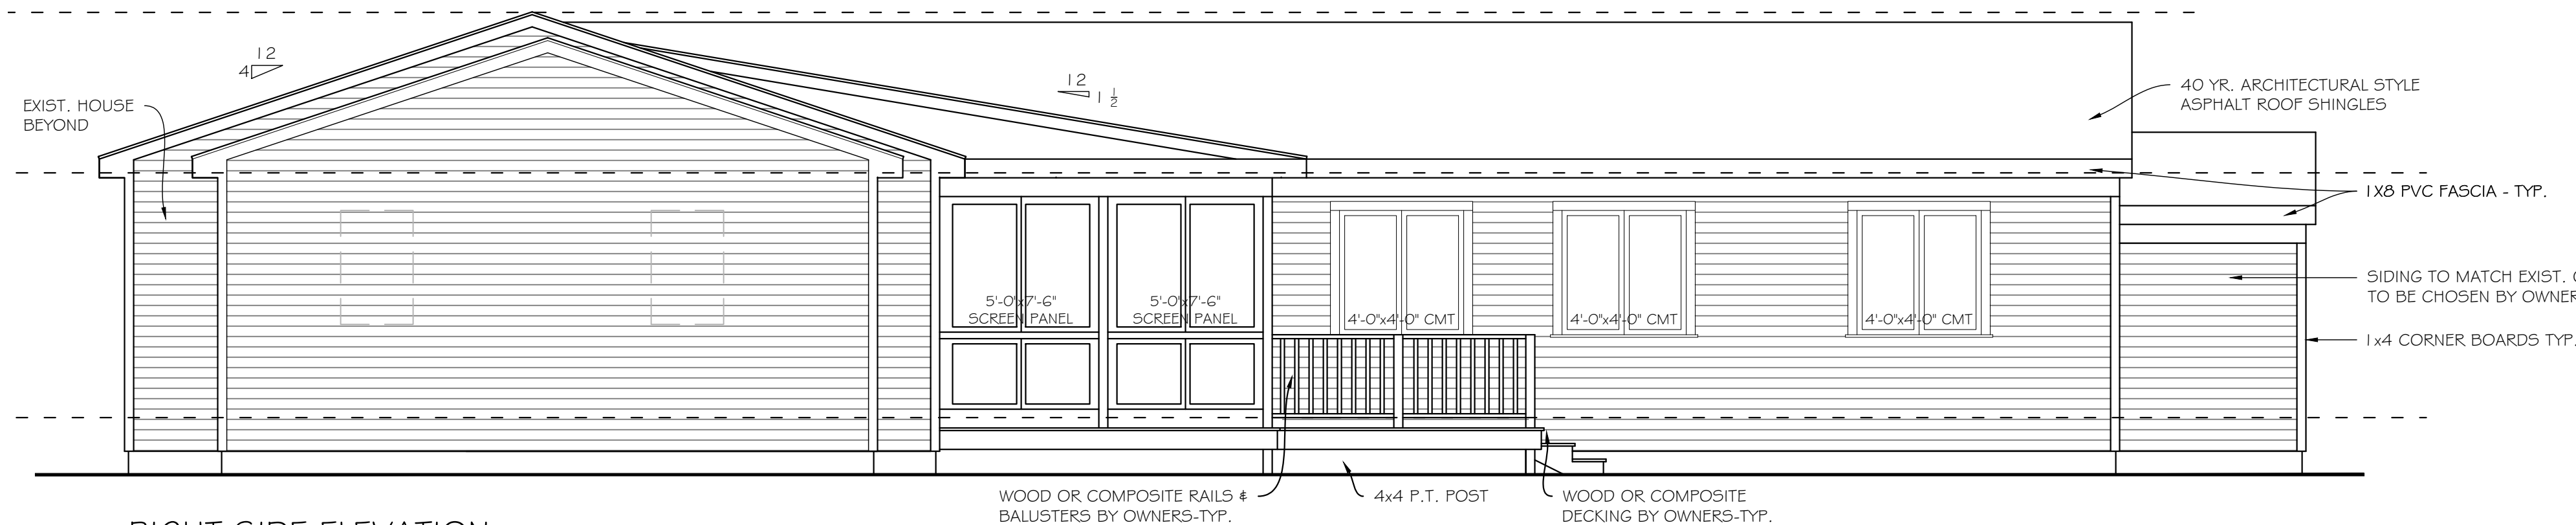 12
4
12
1 1/2
EXIST. HOUSE
BEYOND
40 YR. ARCHITECTURAL STYLE
ASPHALT ROOF SHINGLES
1X8 PVC FASCIA - TYP.
SIDING TO MATCH EXIST.
TO BE CHOSEN BY
5'-0"x7'-6"
SCREEN PANEL
5'-0"x7'-6"
SCREEN PANEL
4'-0"x4'-0" CMT
4'-0"x4'-0" CMT
4'-0"x4'-0" CMT
1x4 CORNER BOARDS TYP.
WOOD OR COMPOSITE RAILS &
BALUSTERS BY OWNERS-TYP.
4x4 P.T. POST
WOOD OR COMPOSITE
DECKING BY OWNERS-TYP.
RIGHT SIDE ELEVATION